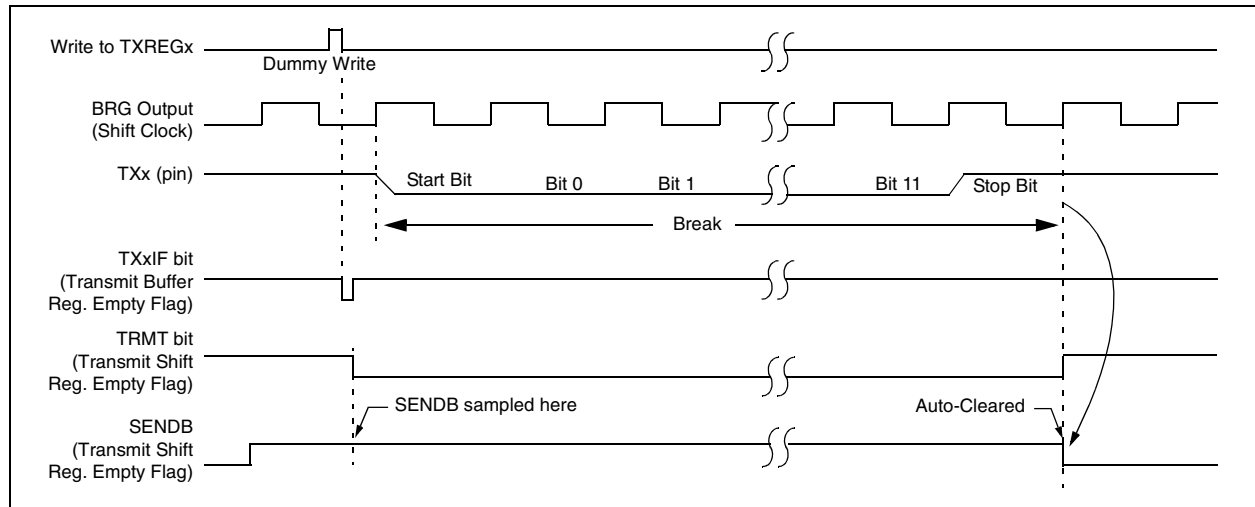 Write to TXREGx
Dummy Write
BRG Output
(Shift Clock)
TXx (pin)
Start Bit
Bit 0
Bit 1
Bit 11
Stop Bit
Break
TXxIF bit
(Transmit Buffer
Reg. Empty Flag)
TRMT bit
(Transmit Shift
Reg. Empty Flag)
SENDB sampled here
Auto-Cleared
SENDB
(Transmit Shift
Reg. Empty Flag)